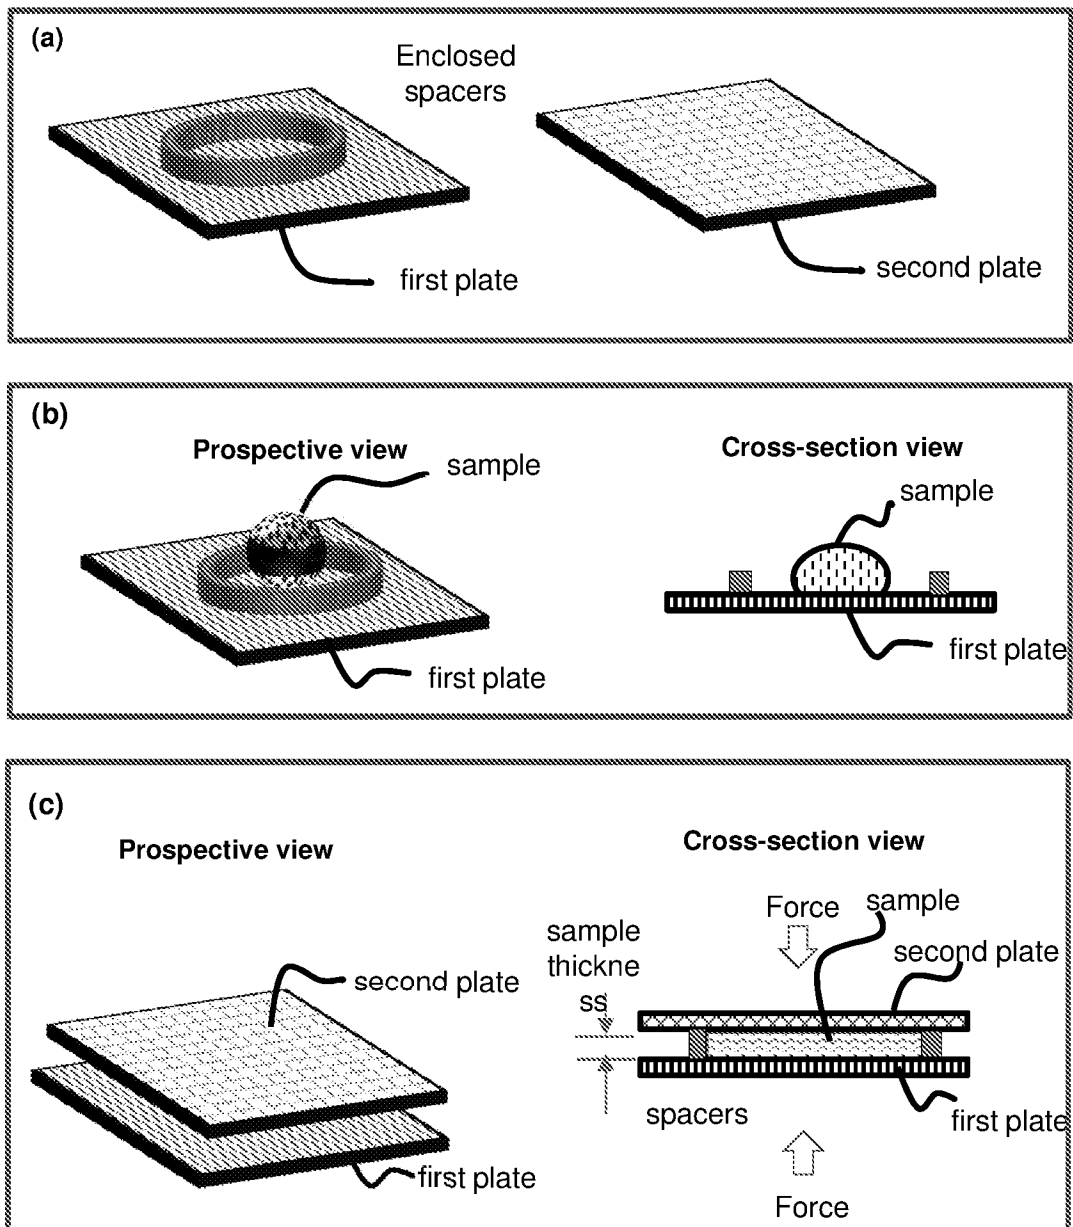 (a)
Enclosed
spacers
first plate
second plate
(b)
Prospective view
sample
first plate
Cross-section view
sample
first plate
(c)
Prospective view
second plate
first plate
Cross-section view
Force
sample
sample
thickne
ss
second plate
spacers
first plate
Force